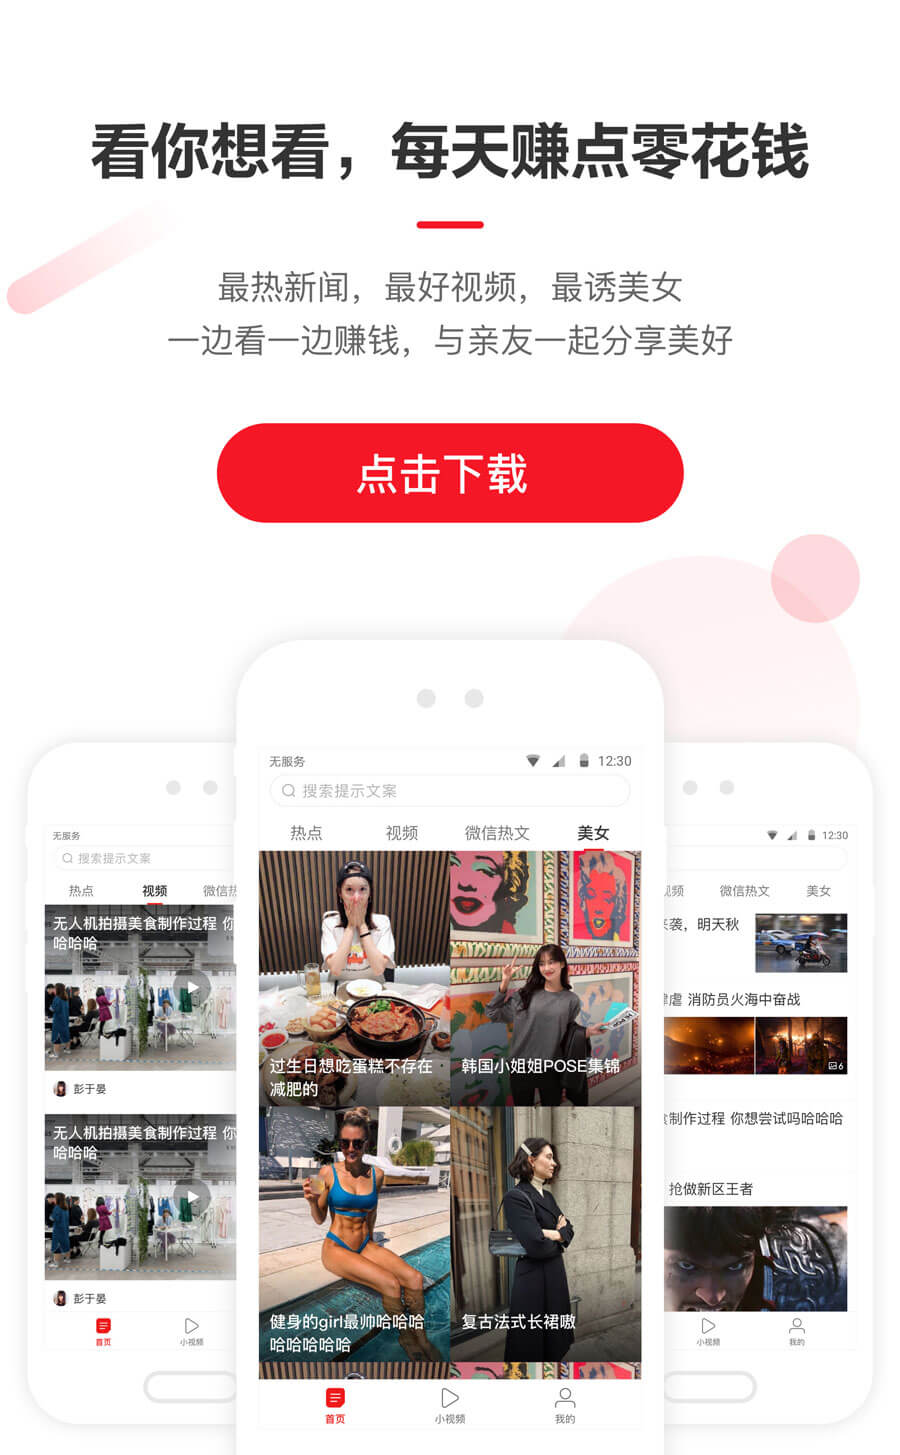 看你想看，每天赚点零花钱
最热新闻，最好视频，最诱美女
一边看一边赚钱，与亲友一起分享美好
点击下载
无服务
12:30
搜索提示文案
热点
视频
微信热文
美女
过生日想吃蛋糕不存在
减肥的
韩国小姐姐POSE集锦
健身的girl最帅哈哈哈
哈哈哈哈哈
复古法式长裙嗷
首页
小视频
我的
无服务
搜索提示文案
热点
视频
微信热
无人机拍摄美食制作过程 你
哈哈哈
彭于晏
无人机拍摄美食制作过程 你
哈哈哈
彭于晏
首页
小视频
12:30
视频
微信热文
美女
来袭，明天秋
肆虐 消防员火海中奋战
6
食制作过程 你想尝试吗哈哈哈
抢做新区王者
小视频
我的